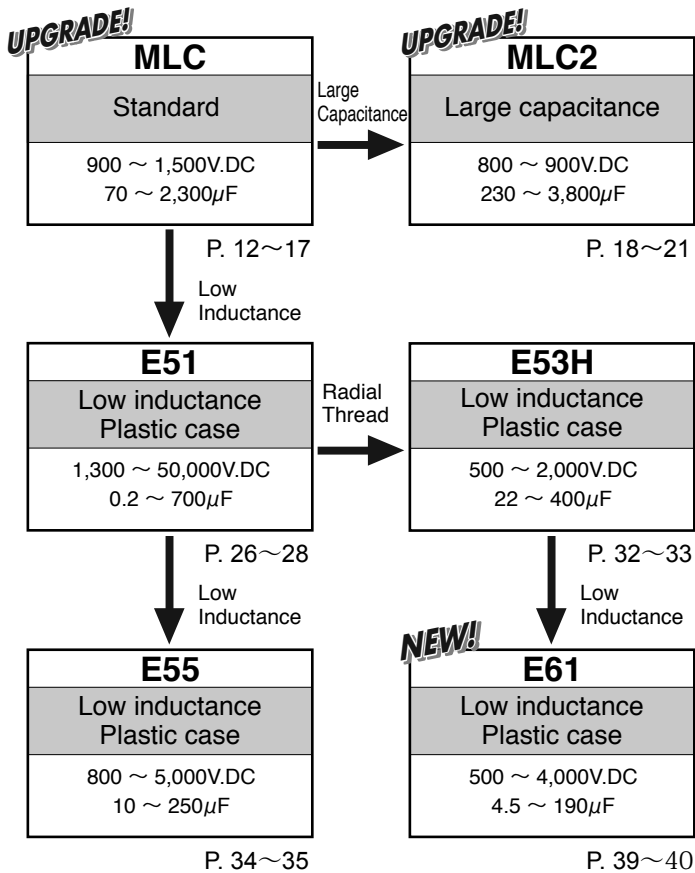 UPGRADE!
MLC
Standard
900 ～ 1,500V.DC
70 ～ 2,300μF
P. 12～17
Large
Capacitance
UPGRADE!
MLC2
Large capacitance
800 ～ 900V.DC
230 ～ 3,800μF
P. 18～21
Low
Inductance
E51
Low inductance
Plastic case
1,300 ～ 50,000V.DC
0.2 ～ 700μF
P. 26～28
Radial
Thread
E53H
Low inductance
Plastic case
500 ～ 2,000V.DC
22 ～ 400μF
P. 32～33
Low
Inductance
Low
Inductance
E55
Low inductance
Plastic case
800 ～ 5,000V.DC
10 ～ 250μF
P. 34～35
NEW!
E61
Low inductance
Plastic case
500 ～ 4,000V.DC
4.5 ～ 190μF
P. 39～40